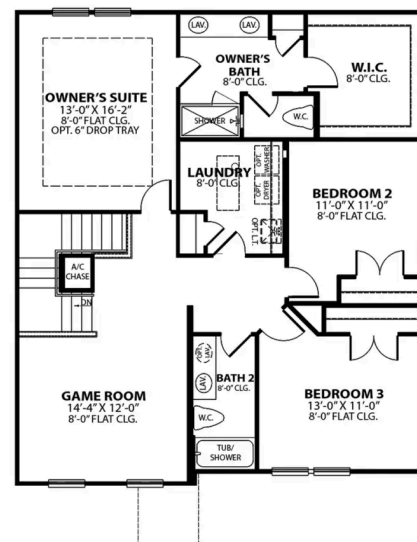 LAV.
LAV.
OWNER'S
BATH
8'-0" CLG.
W.I.C.
8'-0" CLG.
OWNER'S SUITE
13'-0" X 16'-2"
8'-0" FLAT CLG.
OPT. 6" DROP TRAY
SHOWER
W.C.
LAUNDRY
8'-0" CLG.
OPT.
WASHER
OPT.
DRYER
OPT. L.T.
BEDROOM 2
11'-0" X 11'-0"
8'-0" FLAT CLG.
A/C
CHASE
DN
OPT.
LAV.
LAV.
BATH 2
8'-0" CLG.
W.C.
TUB/
SHOWER
GAME ROOM
14'-4" X 12'-0"
8'-0" FLAT CLG.
BEDROOM 3
13'-0" X 11'-0"
8'-0" FLAT CLG.